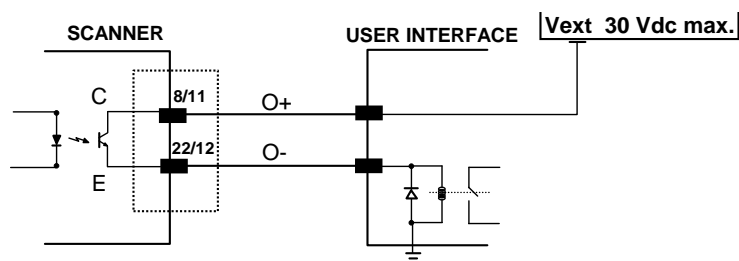 Vext 30 Vdc max.
SCANNER
USER INTERFACE
C
8/11
O+
22/12
O-
E